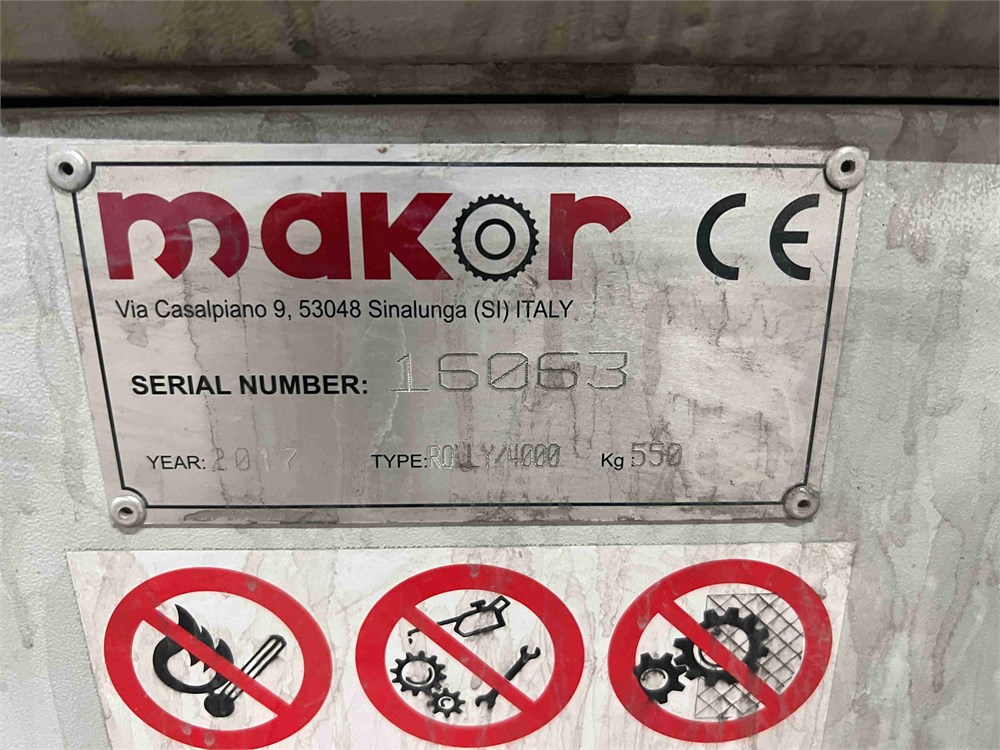 makor CE
Via Casalpiano 9, 53048 Sinalunga (SI) ITALY
SERIAL NUMBER: 16063
YEAR: 2017 TYPE: ROLLY/4000 Kg : 550